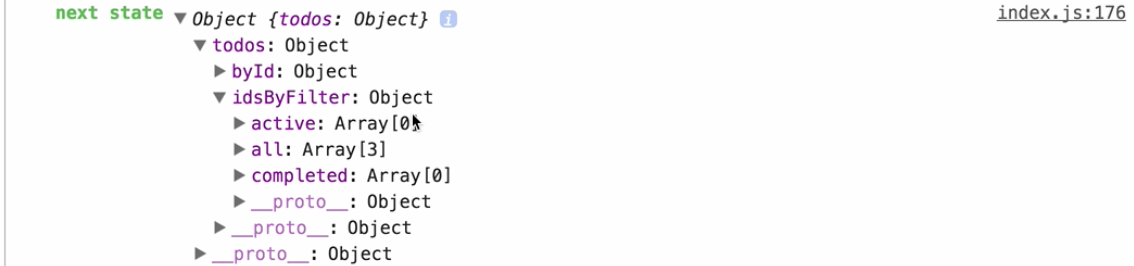 next state ▼Object {todos: Object} i index.js:176
▼ todos: Object
▶ byId: Object
▼ idsByFilter: Object
▶ active: Array[0]
▶ all: Array[3]
▶ completed: Array[0]
▶ __proto__: Object
▶ __proto__: Object
▶ __proto__: Object